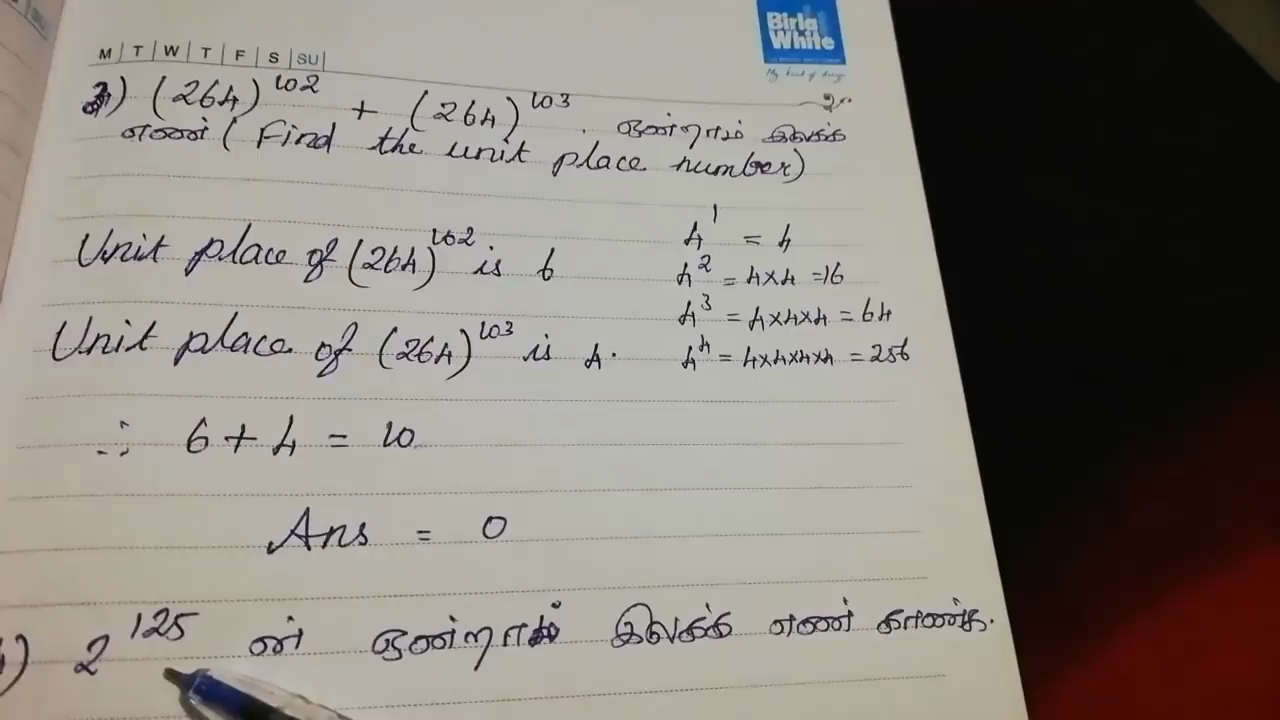 M T W T F S SU
Birla White
3) (264)^102 + (264)^103 . ஒன்றாம் இலக்க
எண் ( Find the unit place number)
Unit place of (264)^102 is 6
Unit place of (264)^103 is 4.
4^1 = 4
4^2 = 4×4 =16
4^3 = 4×4×4 = 64
4^4 = 4×4×4×4 = 256
∴ 6 + 4 = 10
Ans = 0
) 2^125 ன் ஒன்றாம் இலக்க எண் காண்க.